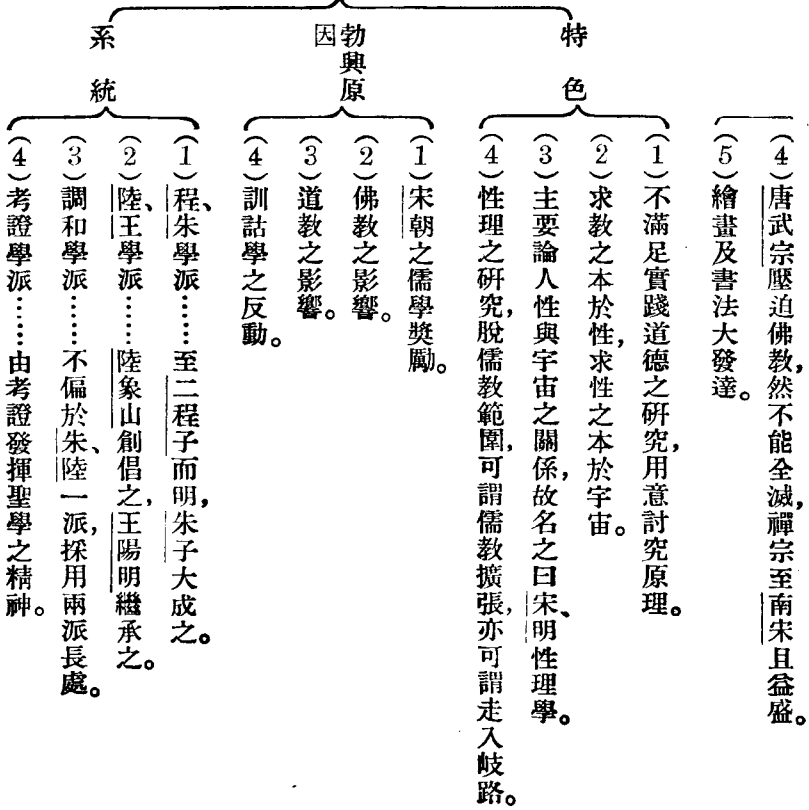 (4)唐武宗壓迫佛教,然不能全滅,禪宗至南宋且益盛。
(5)繪畫及書法大發達。
特色
(1)不滿足實踐道德之研究,用意討究原理。
(2)求教之本於性,求性之本於宇宙。
(3)主要論人性與宇宙之關係,故名之曰宋、明性理學。
(4)性理之研究,脫儒教範圍,可謂儒教擴張,亦可謂走入岐路。
勃興原因
(1)宋朝之儒學獎勵。
(2)佛教之影響。
(3)道教之影響。
(4)訓詁學之反動。
系統
(1)程、朱學派……至二程子而明,朱子大成之。
(2)陸、王學派……陸象山創倡之,王陽明繼承之。
(3)調和學派……不偏於朱、陸一派,採用兩派長處。
(4)考證學派……由考證發揮聖學之精神。